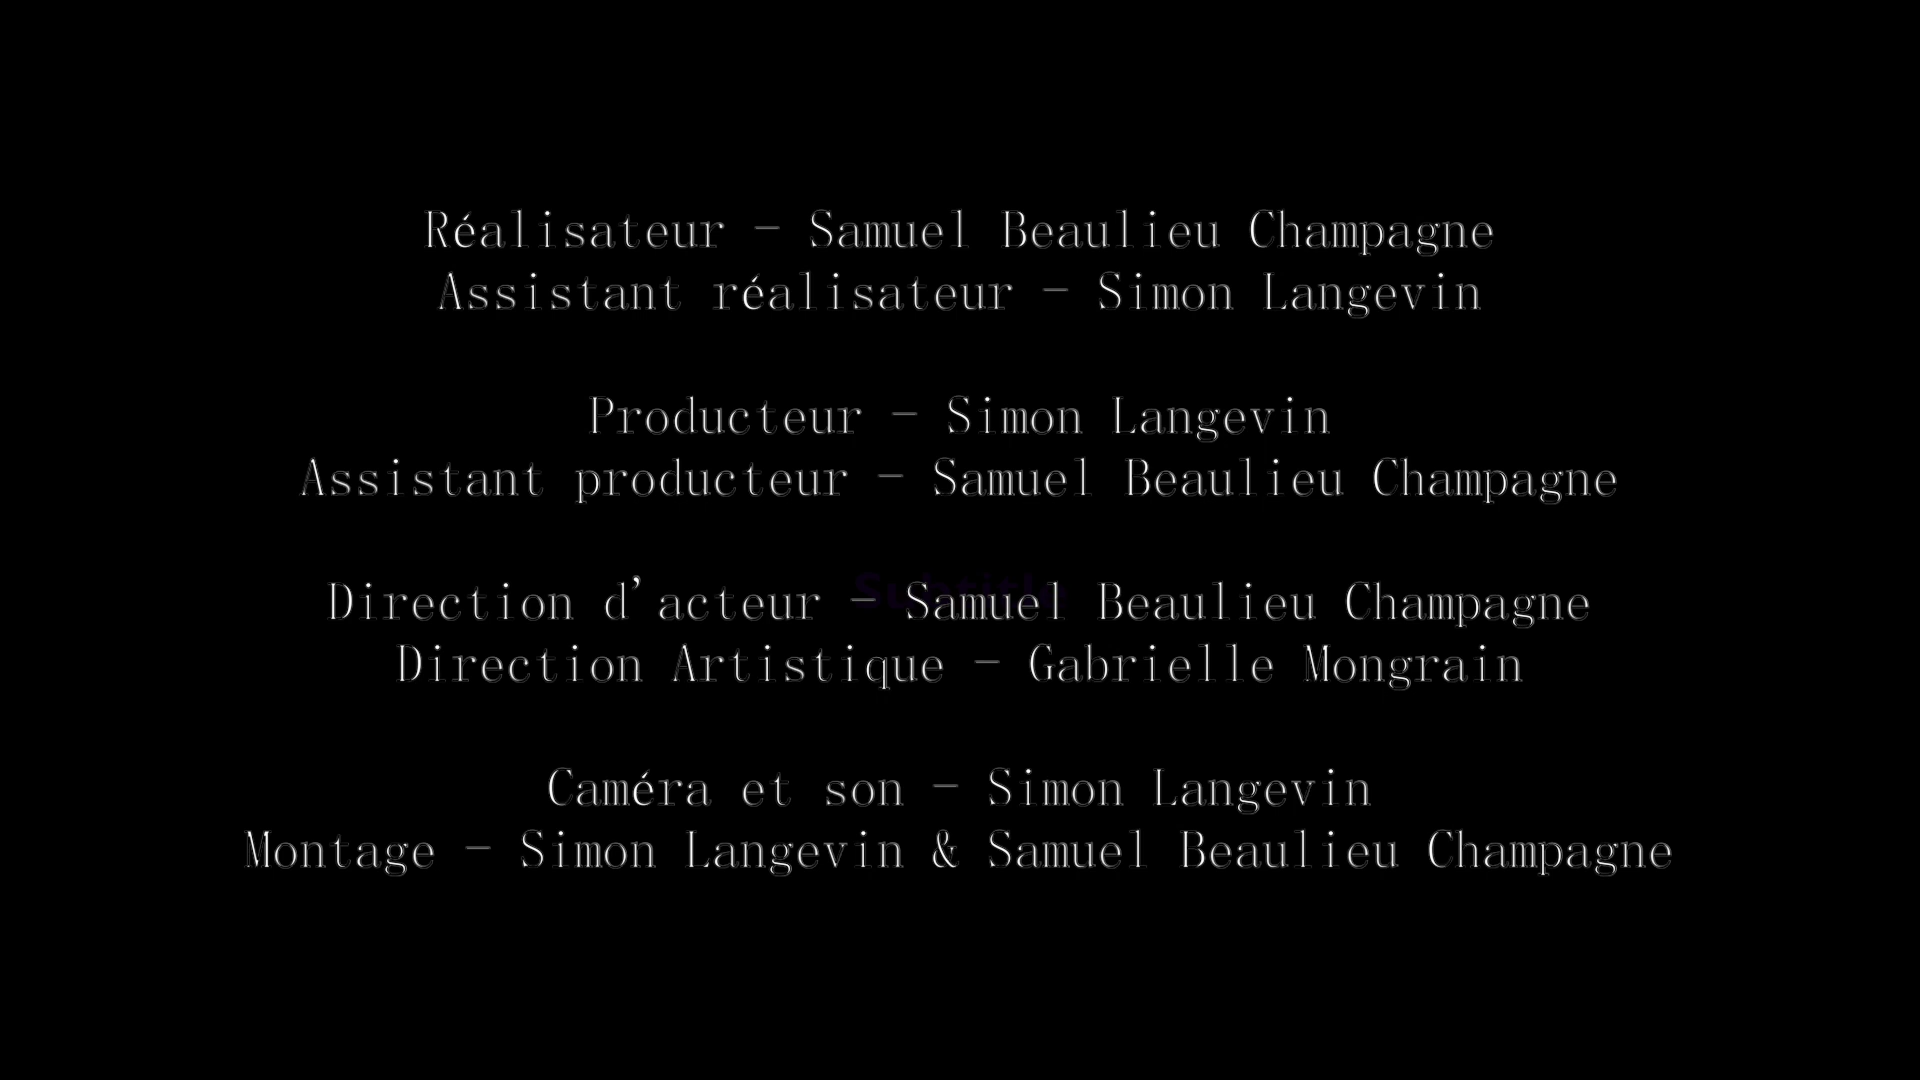 Réalisateur - Samuel Beaulieu Champagne
Assistant réalisateur - Simon Langevin
Producteur - Simon Langevin
Assistant producteur - Samuel Beaulieu Champagne
Subtitle
Direction d'acteur - Samuel Beaulieu Champagne
Direction Artistique - Gabrielle Mongrain
Caméra et son - Simon Langevin
Montage - Simon Langevin & Samuel Beaulieu Champagne